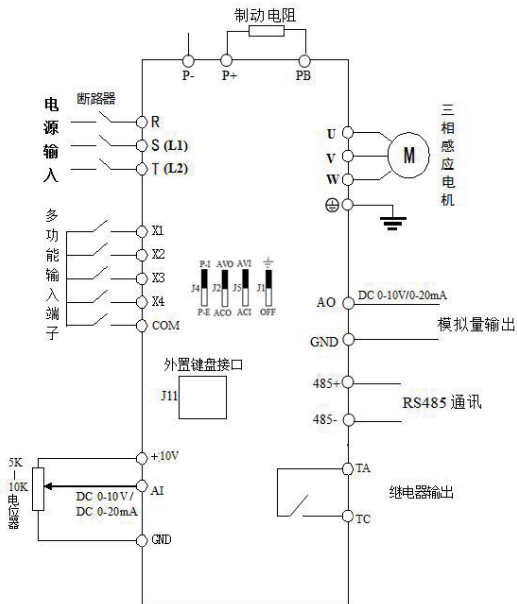 制动电阻
P-
P+
PB
电源输入
断路器
R
S (L1)
T (L2)
U
V
W
M
三相感应电机
多功能输入端子
X1
X2
X3
X4
COM
P-I AVO AVI
J4 J2 J5 J1
P-E ACO ACI OFF
AO
DC 0-10V/0-20mA
GND
模拟量输出
外置键盘接口
J11
485+
485-
RS485 通讯
5K
—
10K
电位器
+10V
AI
DC 0-10V/
DC 0-20mA
GND
TA
TC
继电器输出